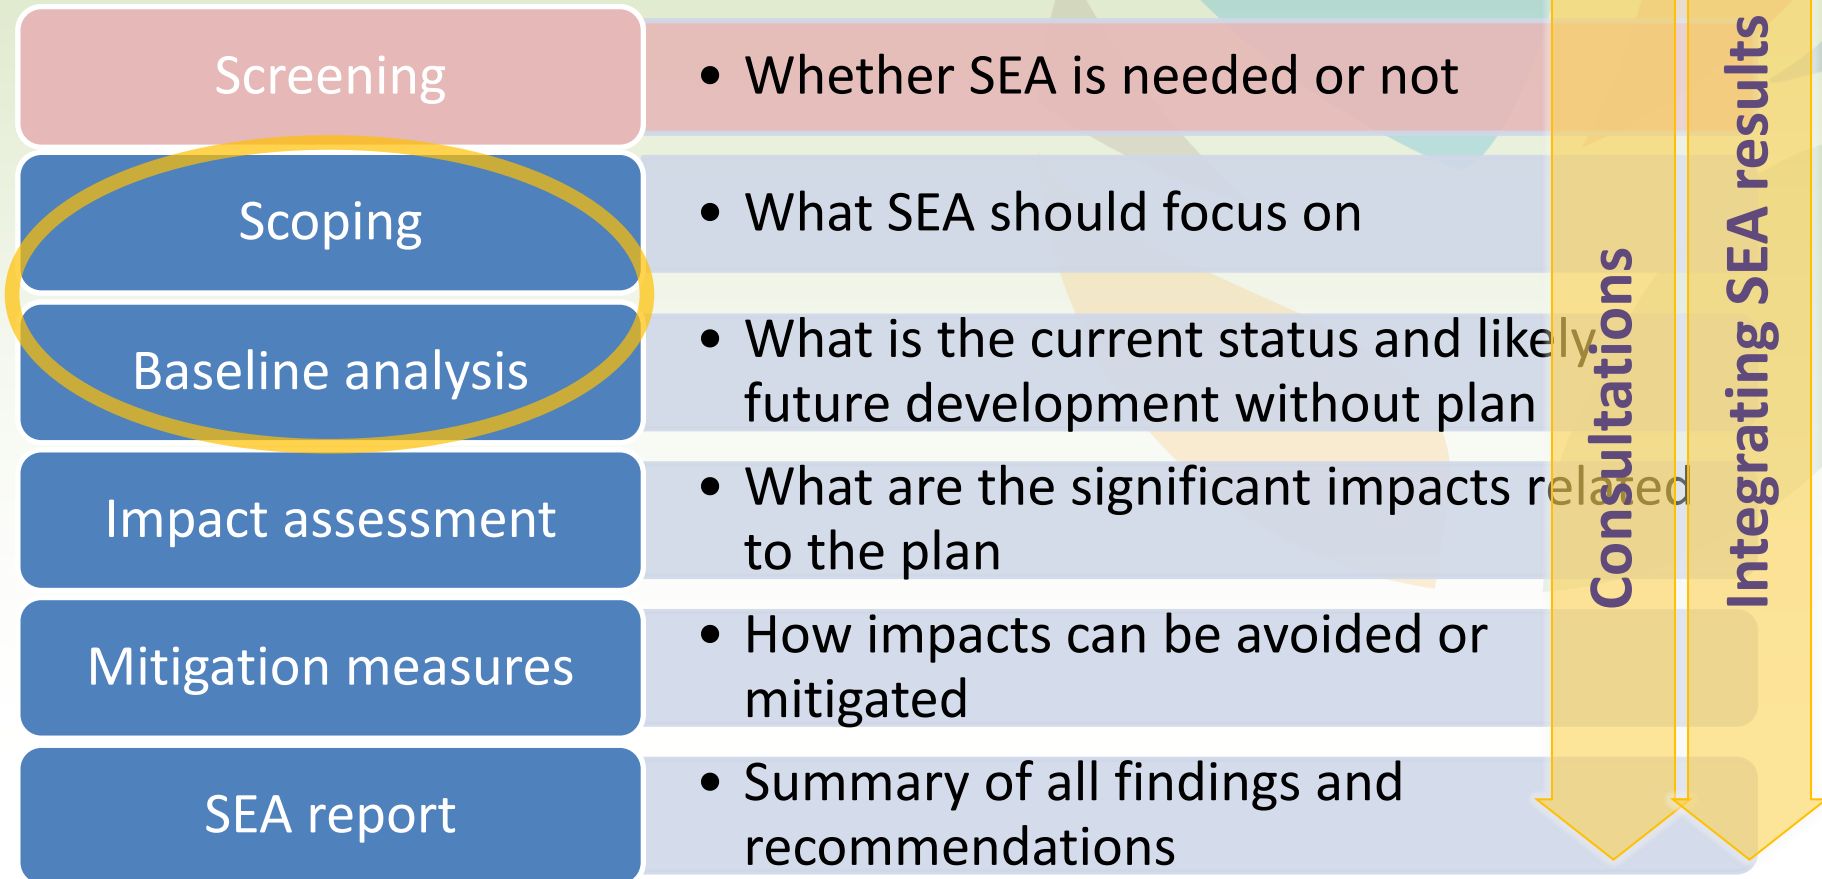 Screening
• Whether SEA is needed or not
Scoping
• What SEA should focus on
Baseline analysis
• What is the current status and likely
future development without plan
Impact assessment
• What are the significant impacts related
to the plan
Mitigation measures
• How impacts can be avoided or
mitigated
SEA report
• Summary of all findings and
recommendations
Consultations
Integrating SEA results